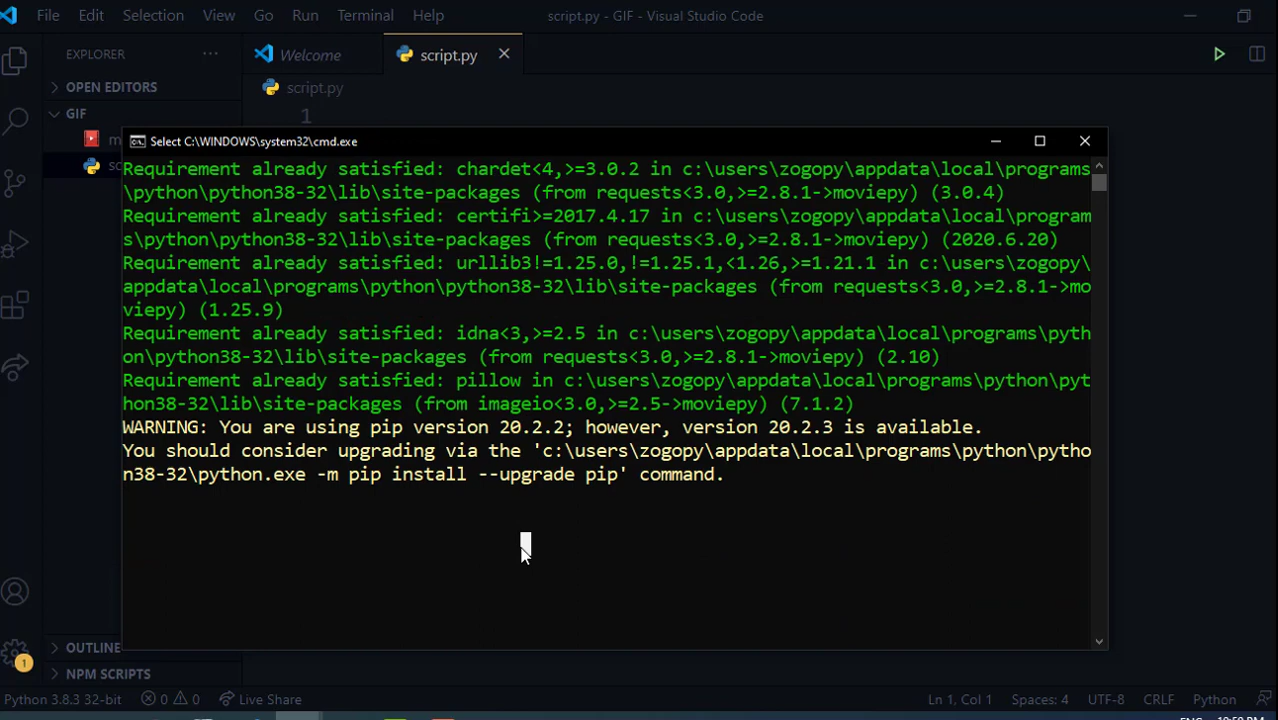 File Edit Selection View Go Run Terminal Help script.py - GIF - Visual Studio Code
EXPLORER ··· Welcome script.py
OPEN EDITORS script.py
GIF 1
m
sc
Select C:\WINDOWS\system32\cmd.exe
Requirement already satisfied: chardet<4,>=3.0.2 in c:\users\zogopy\appdata\local\programs
\python\python38-32\lib\site-packages (from requests<3.0,>=2.8.1->moviepy) (3.0.4)
Requirement already satisfied: certifi>=2017.4.17 in c:\users\zogopy\appdata\local\program
s\python\python38-32\lib\site-packages (from requests<3.0,>=2.8.1->moviepy) (2020.6.20)
Requirement already satisfied: urllib3!=1.25.0,!=1.25.1,<1.26,>=1.21.1 in c:\users\zogopy\
appdata\local\programs\python\python38-32\lib\site-packages (from requests<3.0,>=2.8.1->mo
viepy) (1.25.9)
Requirement already satisfied: idna<3,>=2.5 in c:\users\zogopy\appdata\local\programs\pyth
on\python38-32\lib\site-packages (from requests<3.0,>=2.8.1->moviepy) (2.10)
Requirement already satisfied: pillow in c:\users\zogopy\appdata\local\programs\python\pyt
hon38-32\lib\site-packages (from imageio<3.0,>=2.5->moviepy) (7.1.2)
WARNING: You are using pip version 20.2.2; however, version 20.2.3 is available.
You should consider upgrading via the 'c:\users\zogopy\appdata\local\programs\python\pytho
n38-32\python.exe -m pip install --upgrade pip' command.
OUTLINE
1
NPM SCRIPTS
Python 3.8.3 32-bit 0 0 Live Share Ln 1, Col 1 Spaces: 4 UTF-8 CRLF Python